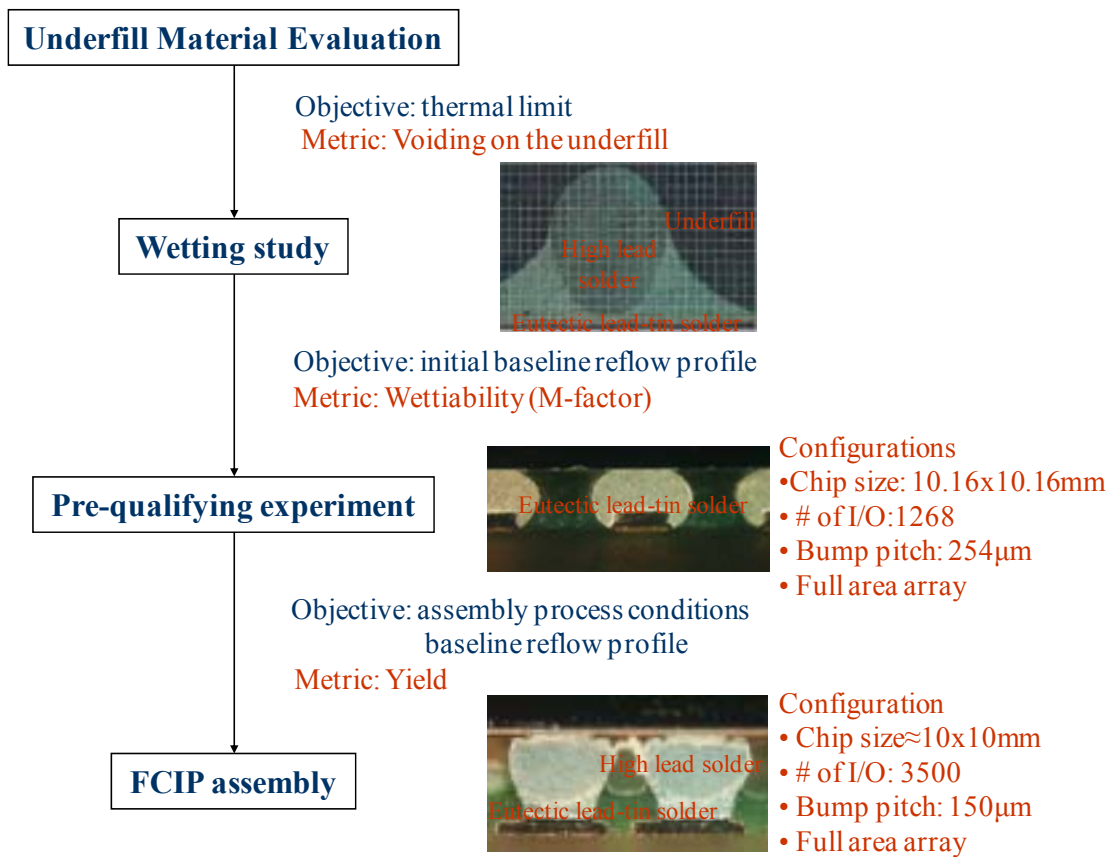 Underfill Material Evaluation
Objective: thermal limit
Metric: Voiding on the underfill
Underfill
High lead
solder
Eutectic lead-tin solder
Wetting study
Objective: initial baseline reflow profile
Metric: Wettiability (M-factor)
Pre-qualifying experiment
Eutectic lead-tin solder
Configurations
•Chip size: 10.16x10.16mm
• # of I/O:1268
• Bump pitch: 254μm
• Full area array
Objective: assembly process conditions
baseline reflow profile
Metric: Yield
FCIP assembly
High lead solder
Eutectic lead-tin solder
Configuration
• Chip size≈10x10mm
• # of I/O: 3500
• Bump pitch: 150μm
• Full area array